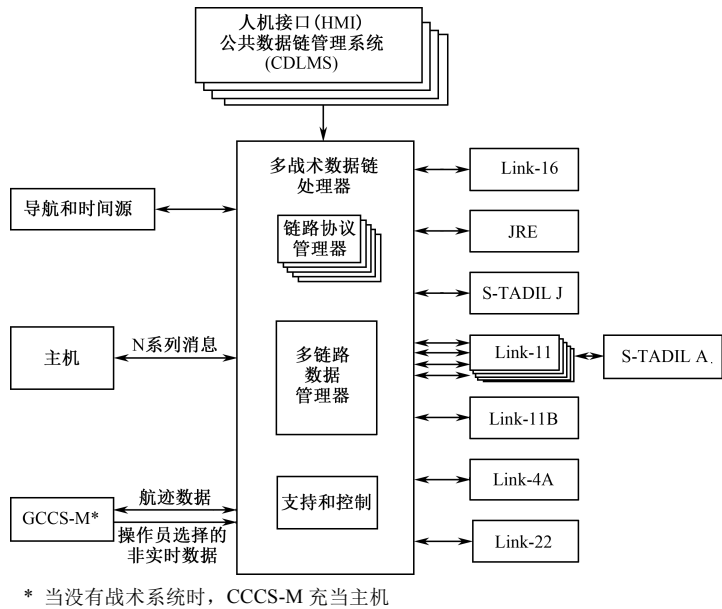 人机接口(HMI)
公共数据链管理系统
(CDLMS)
多战术数据链
处理器
链路协议
管理器
多链路
数据
管理器
支持和控制
导航和时间源
主机
N系列消息
GCCS-M*
航迹数据
操作员选择的
非实时数据
Link-16
JRE
S-TADIL J
Link-11
S-TADIL A.
Link-11B
Link-4A
Link-22
* 当没有战术系统时，CCCS-M 充当主机